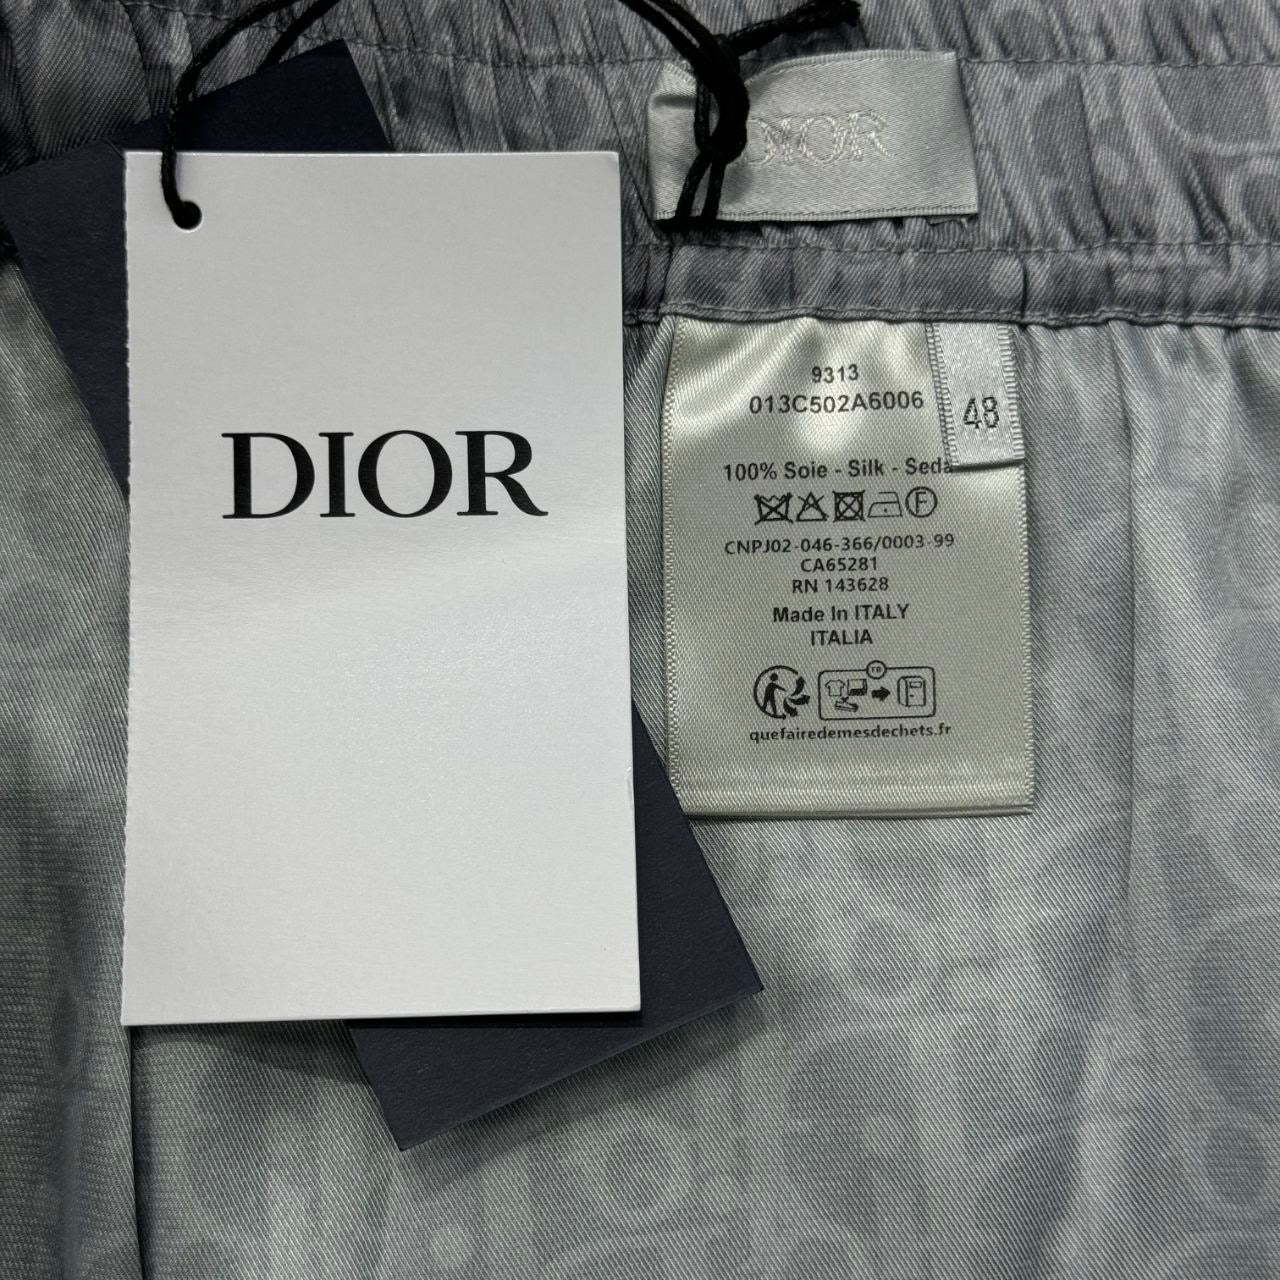 DIOR
DIOR
9313
013C502A6006
48
100% Soie - Silk - Seda
F
CNPJ02-046-366/0003-99
CA65281
RN 143628
Made In ITALY
ITALIA
FR
quefairedemesdechets.fr